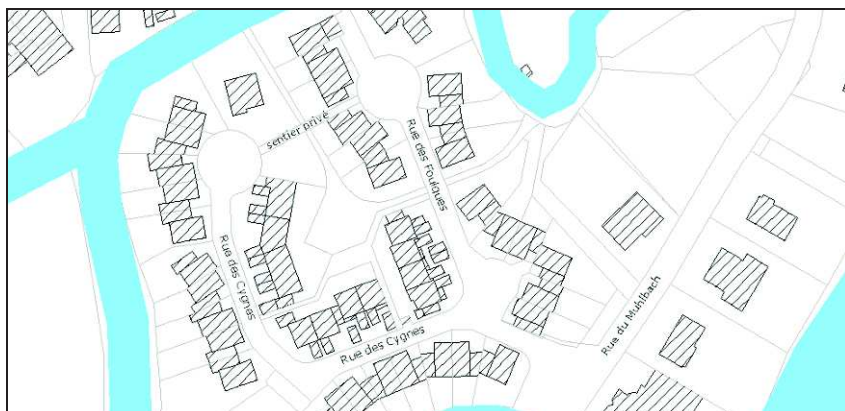 sentier privé
Rue des Foulques
Rue des Cygnes
Rue des Cygnes
Rue du Muhlbach